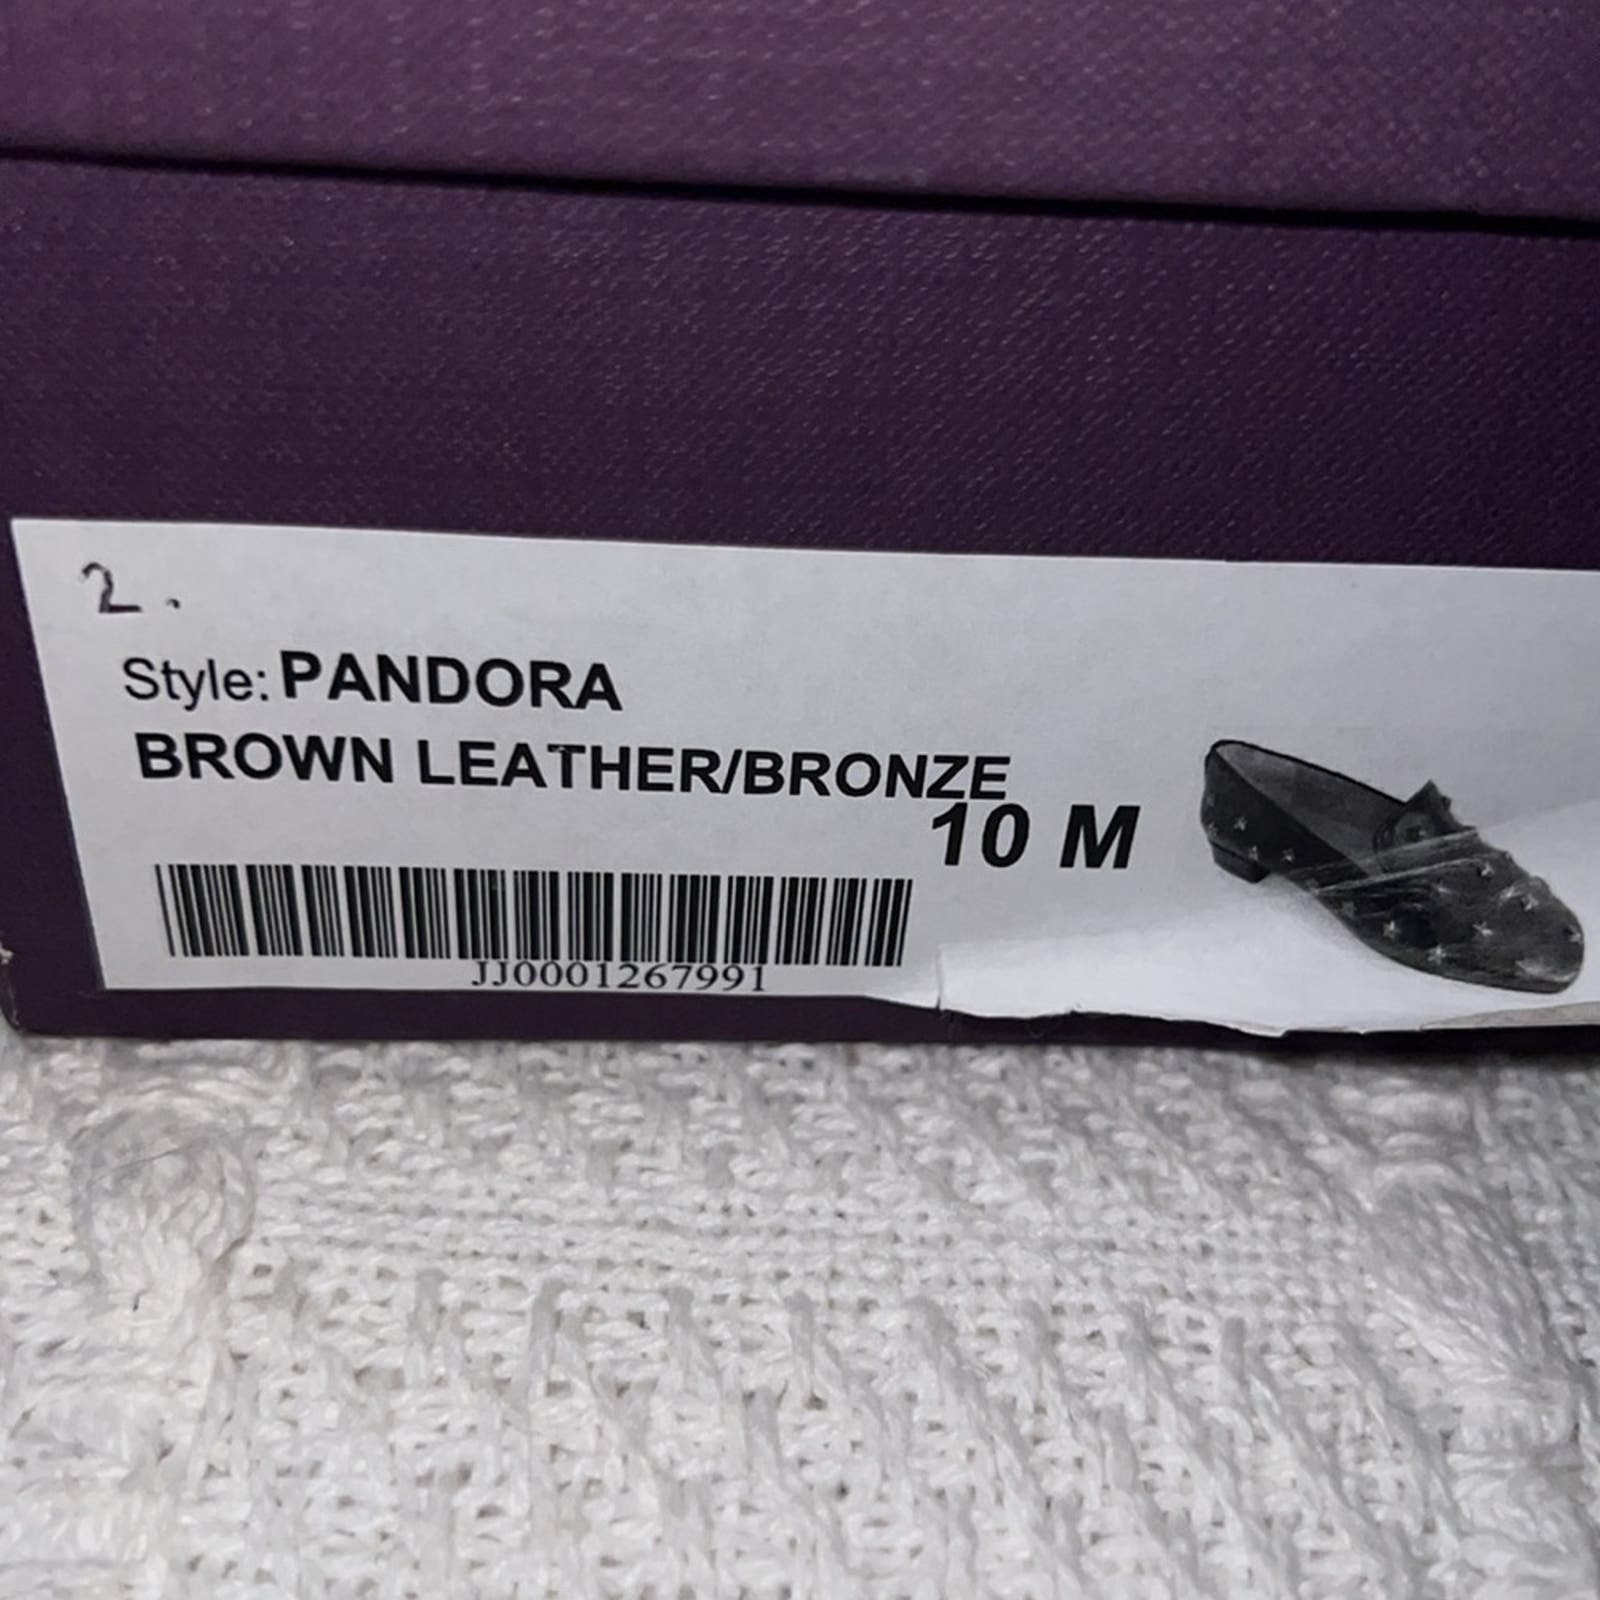 2.
Style: PANDORA
BROWN LEATHER/BRONZE
10 M
JJ0001267991